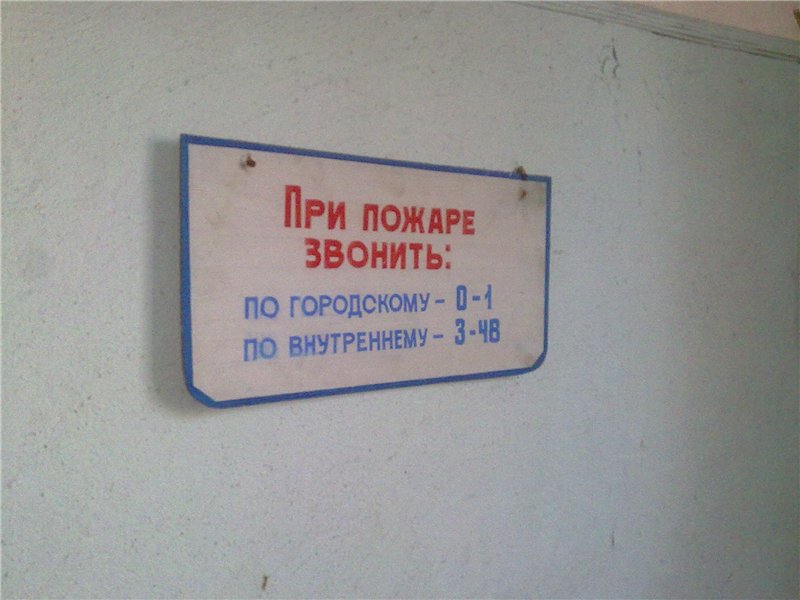 При пожаре
звонить:
по городскому – 0-1
по внутреннему – 3-48